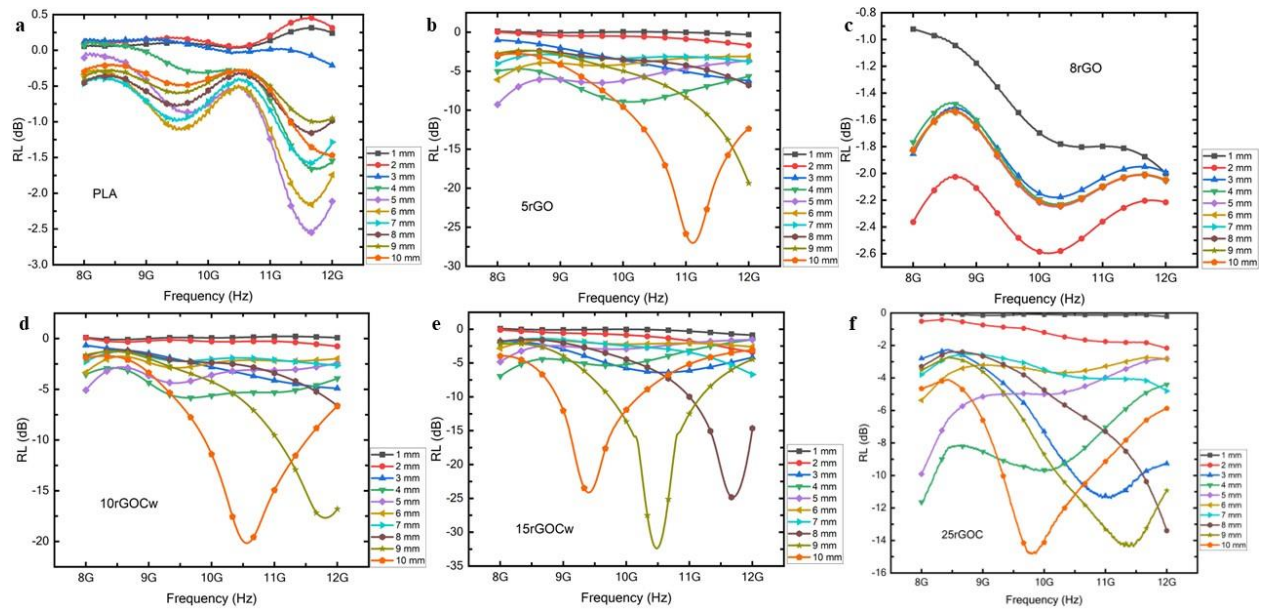 a
0.5
0.0
-0.5
-1.0
-1.5
-2.0
-2.5
-3.0
RL (dB)
PLA
1 mm
2 mm
3 mm
4 mm
5 mm
6 mm
7 mm
8 mm
9 mm
10 mm
8G 9G 10G 11G 12G
Frequency (Hz)
b
0
-5
-10
-15
-20
-25
-30
RL (dB)
5rGO
1 mm
2 mm
3 mm
4 mm
5 mm
6 mm
7 mm
8 mm
9 mm
10 mm
8G 9G 10G 11G 12G
Frequency (Hz)
c
-0.8
-1.0
-1.2
-1.4
-1.6
-1.8
-2.0
-2.2
-2.4
-2.6
RL (dB)
8rGO
1 mm
2 mm
3 mm
4 mm
5 mm
6 mm
7 mm
8 mm
9 mm
10 mm
8G 9G 10G 11G 12G
Frequency (Hz)
d
0
-5
-10
-15
-20
RL (dB)
10rGOCw
1 mm
2 mm
3 mm
4 mm
5 mm
6 mm
7 mm
8 mm
9 mm
10 mm
8G 9G 10G 11G 12G
Frequency (Hz)
e
0
-5
-10
-15
-20
-25
-30
-35
RL (dB)
15rGOCw
1 mm
2 mm
3 mm
4 mm
5 mm
6 mm
7 mm
8 mm
9 mm
10 mm
8G 9G 10G 11G 12G
Frequency (Hz)
f
0
-2
-4
-6
-8
-10
-12
-14
-16
RL (dB)
25rGOC
1 mm
2 mm
3 mm
4 mm
5 mm
6 mm
7 mm
8 mm
9 mm
10 mm
8G 9G 10G 11G 12G
Frequency (Hz)